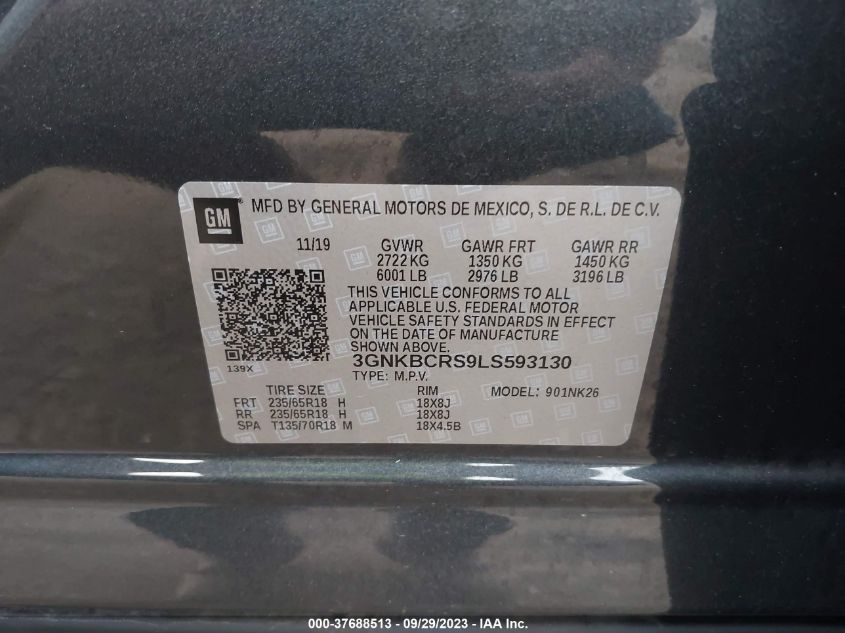 GM® MFD BY GENERAL MOTORS DE MEXICO, S. DE R.L. DE C.V.
11/19 GVWR GAWR FRT GAWR RR
2722 KG 1350 KG 1450 KG
6001 LB 2976 LB 3196 LB
THIS VEHICLE CONFORMS TO ALL
APPLICABLE U.S. FEDERAL MOTOR
VEHICLE SAFETY STANDARDS IN EFFECT
ON THE DATE OF MANUFACTURE
SHOWN ABOVE.
3GNKBCRS9LS593130
139X TYPE: M.P.V.
TIRE SIZE RIM MODEL: 901NK26
FRT 235/65R18 H 18X8J
RR 235/65R18 H 18X8J
SPA T135/70R18 M 18X4.5B
000-37688513 - 09/29/2023 - IAA Inc.